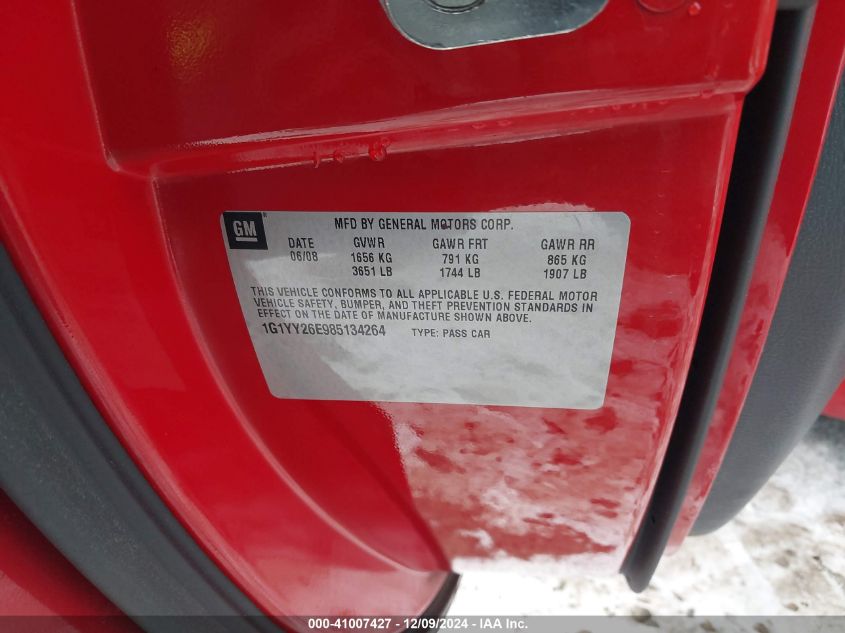 GM
MFD BY GENERAL MOTORS CORP.
DATE GVWR GAWR FRT GAWR RR
06/08 1656 KG 791 KG 865 KG
3651 LB 1744 LB 1907 LB
THIS VEHICLE CONFORMS TO ALL APPLICABLE U.S. FEDERAL MOTOR
VEHICLE SAFETY, BUMPER, AND THEFT PREVENTION STANDARDS IN
EFFECT ON THE DATE OF MANUFACTURE SHOWN ABOVE.
1G1YY26E985134264 TYPE: PASS CAR
000-41007427 - 12/09/2024 - IAA Inc.